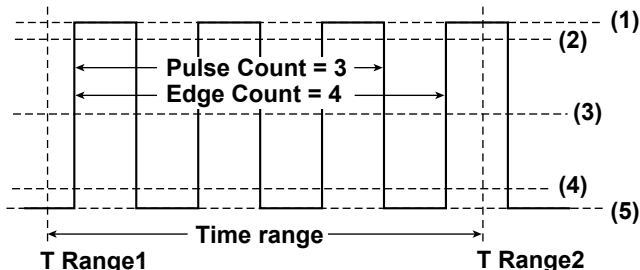 (1)
(2)
Pulse Count = 3
Edge Count = 4
(3)
(4)
(5)
Time range
T Range1
T Range2